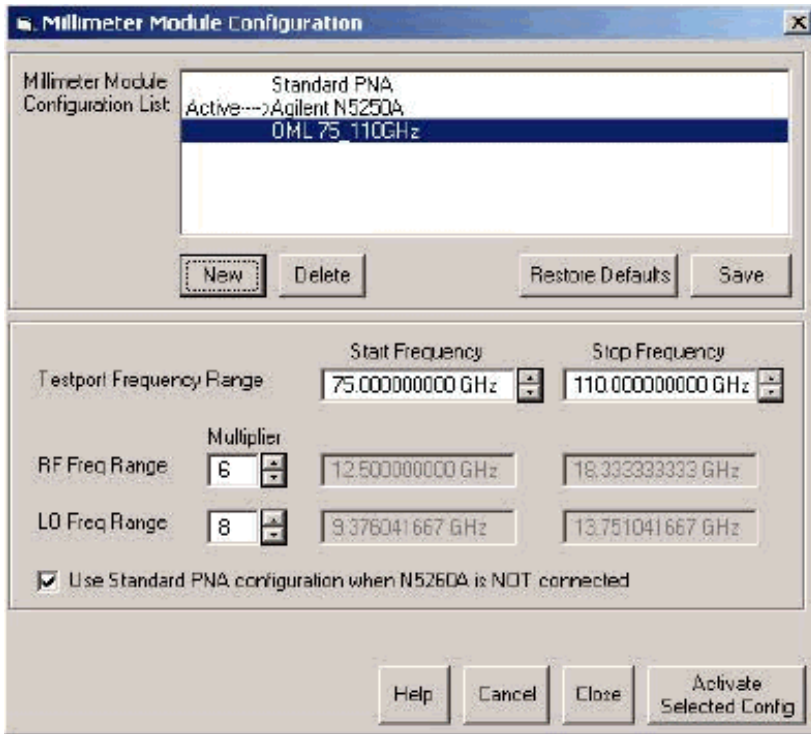 Millimeter Module Configuration
Millimeter Module
Configuration List
Standard PNA
Active--->Agilent N5250A
OML 75_110GHz
New Delete Restore Defaults Save
Start Frequency Stop Frequency
Testport Frequency Range 75.000000000 GHz 110.000000000 GHz
Multiplier
RF Freq Range 6 12.500000000 GHz 18.333333333 GHz
LO Freq Range 8 9.376041667 GHz 13.751041667 GHz
Use Standard PNA configuration when N5260A is NOT connected
Help Cancel Close Activate
Selected Config